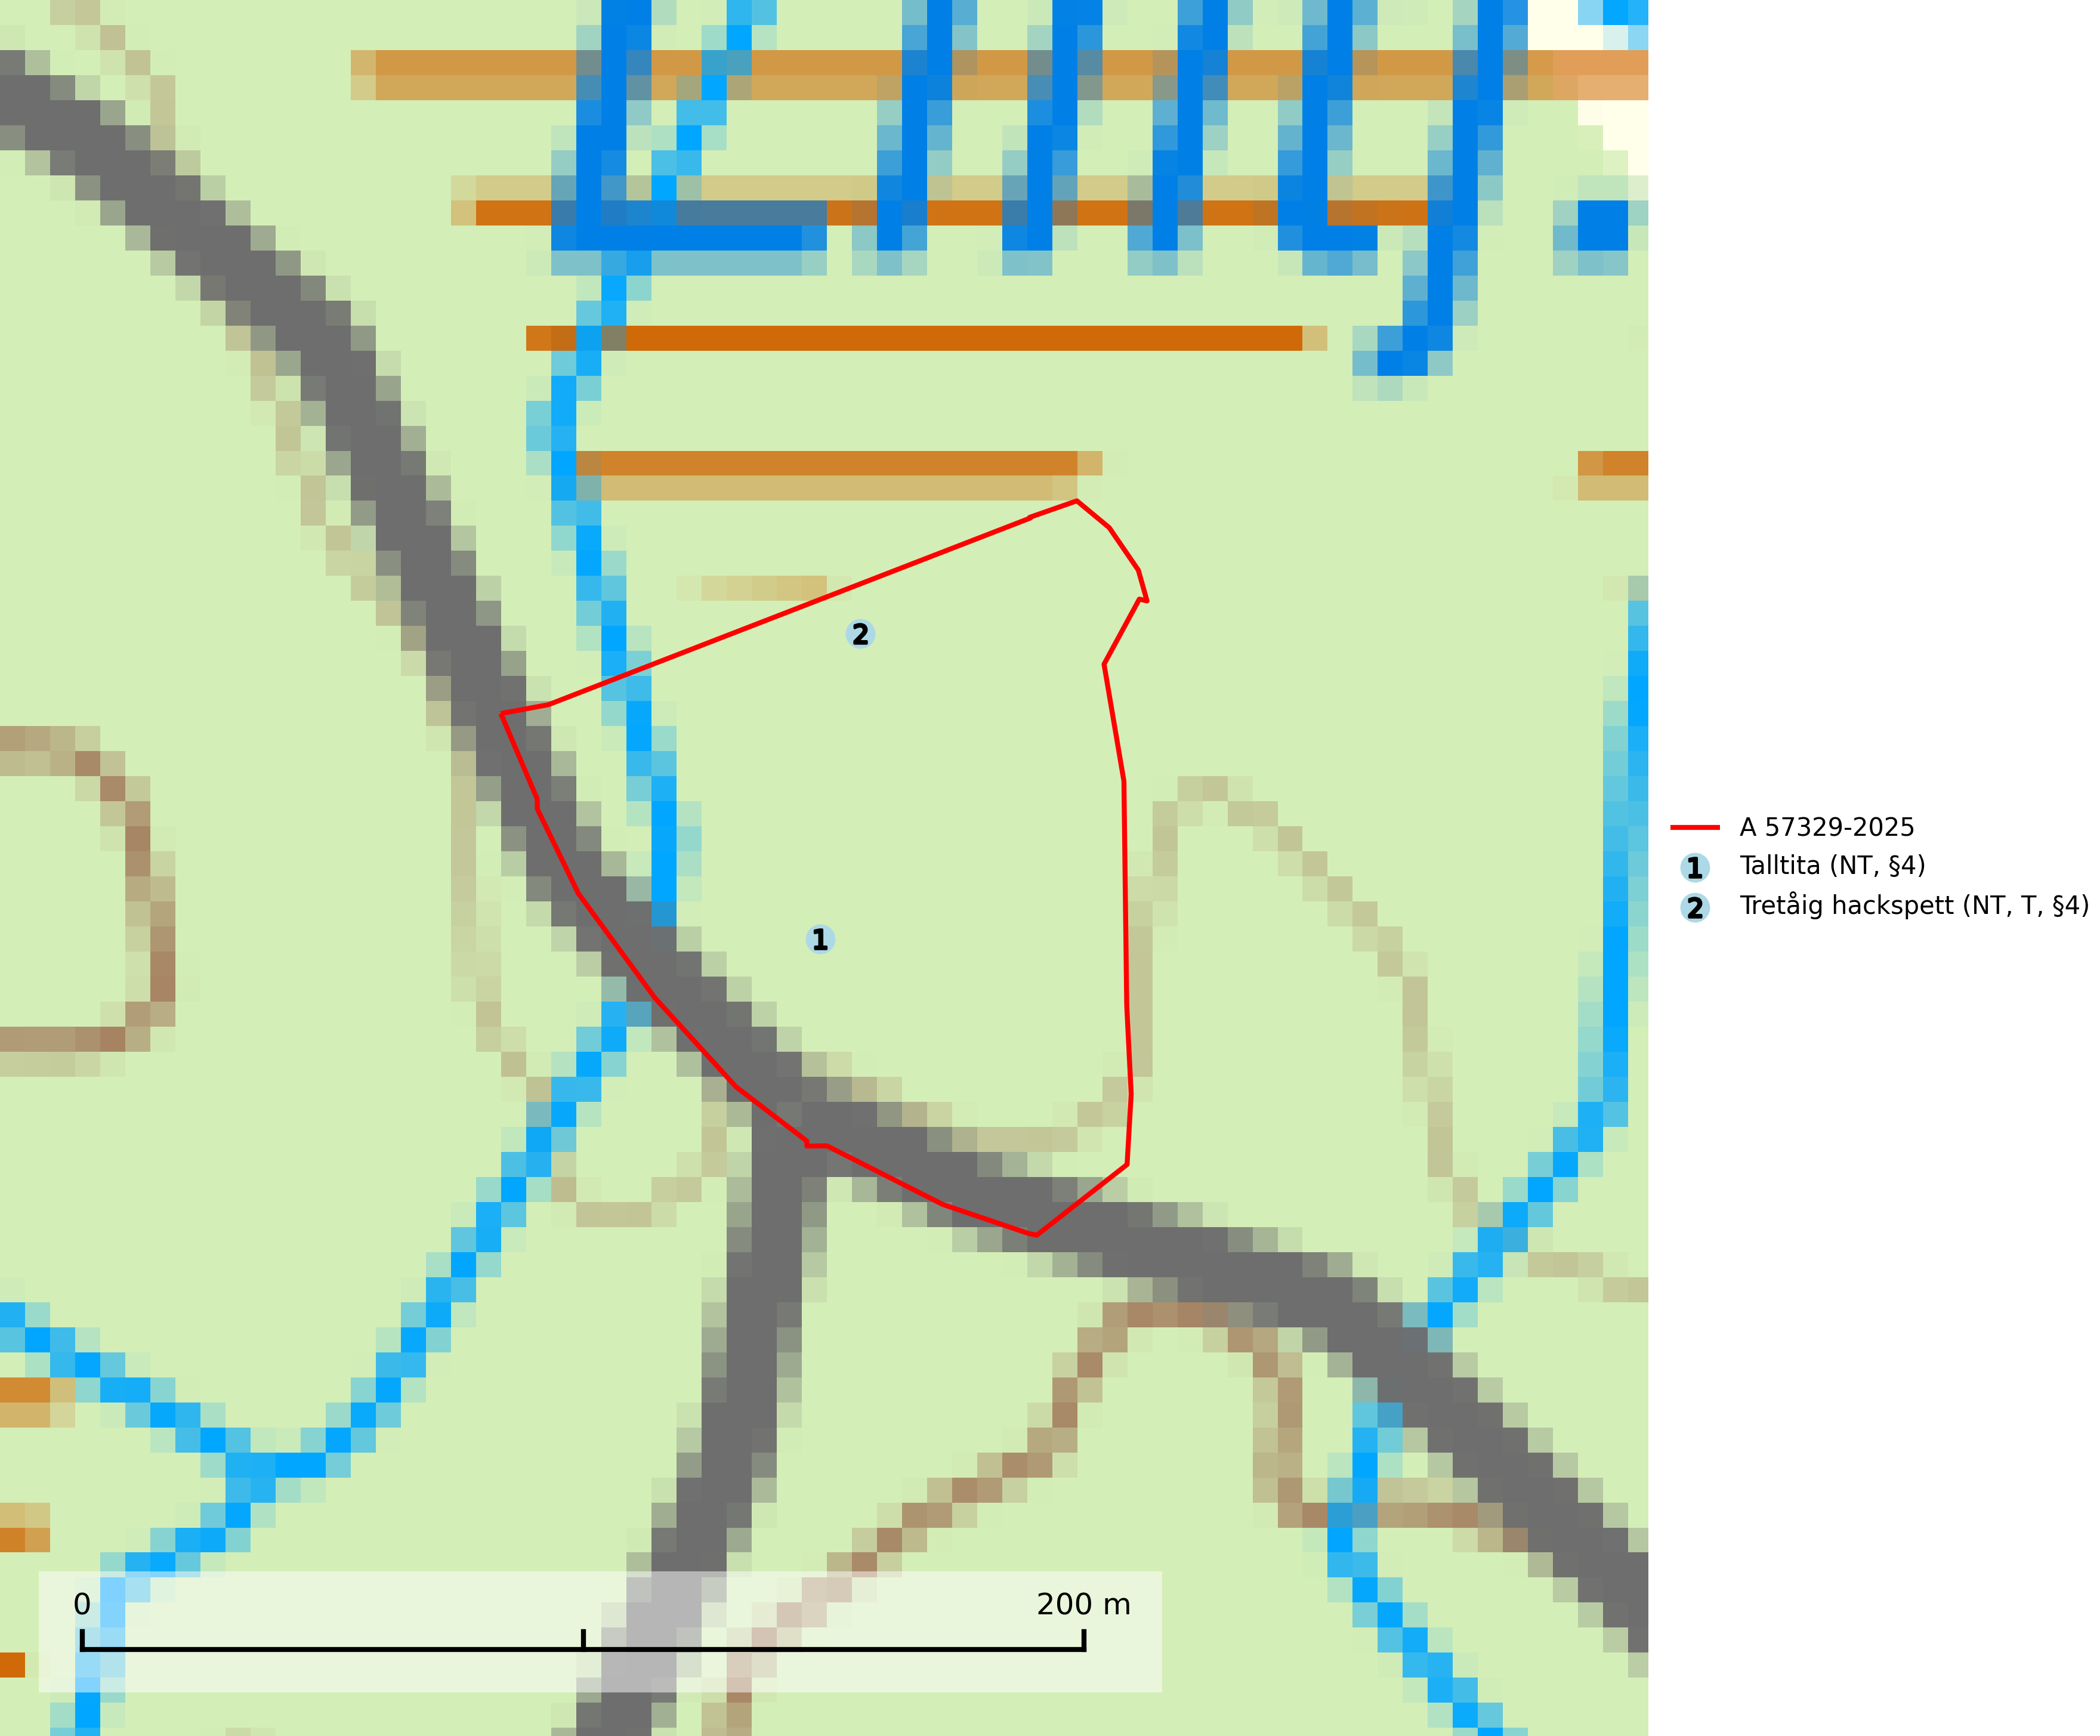 2
1
A 57329-2025
1 Talltita (NT, §4)
2 Tretåig hackspett (NT, T, §4)
0 200 m